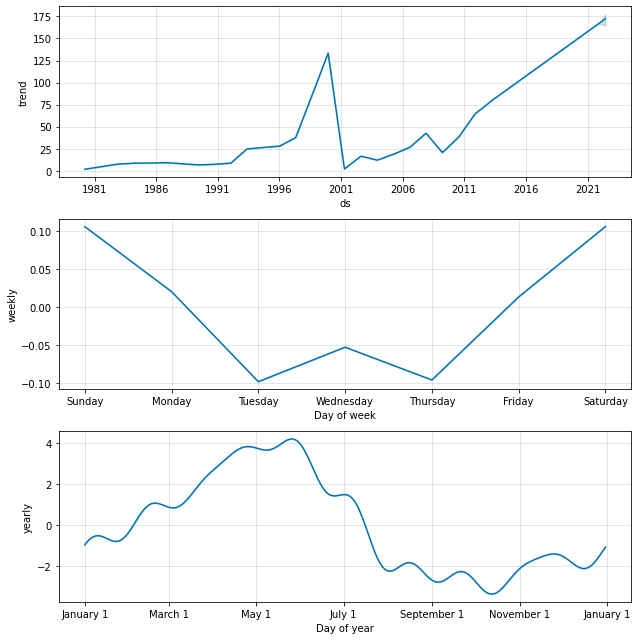 175
150
125
100
75
50
25
0
trend
1981 1986 1991 1996 2001 2006 2011 2016 2021
ds
0.10
0.05
0.00
−0.05
−0.10
weekly
Sunday Monday Tuesday Wednesday Thursday Friday Saturday
Day of week
4
2
0
−2
yearly
January 1 March 1 May 1 July 1 September 1 November 1 January 1
Day of year